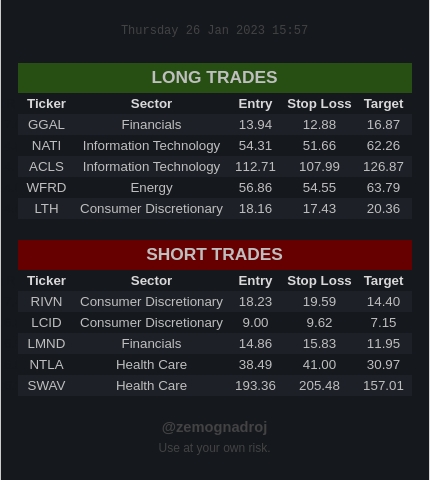 Thursday 26 Jan 2023 15:57
LONG TRADES
Ticker Sector Entry Stop Loss Target
GGAL Financials 13.94 12.88 16.87
NATI Information Technology 54.31 51.66 62.26
ACLS Information Technology 112.71 107.99 126.87
WFRD Energy 56.86 54.55 63.79
LTH Consumer Discretionary 18.16 17.43 20.36
SHORT TRADES
Ticker Sector Entry Stop Loss Target
RIVN Consumer Discretionary 18.23 19.59 14.40
LCID Consumer Discretionary 9.00 9.62 7.15
LMND Financials 14.86 15.83 11.95
NTLA Health Care 38.49 41.00 30.97
SWAV Health Care 193.36 205.48 157.01
@zemognadroj
Use at your own risk.